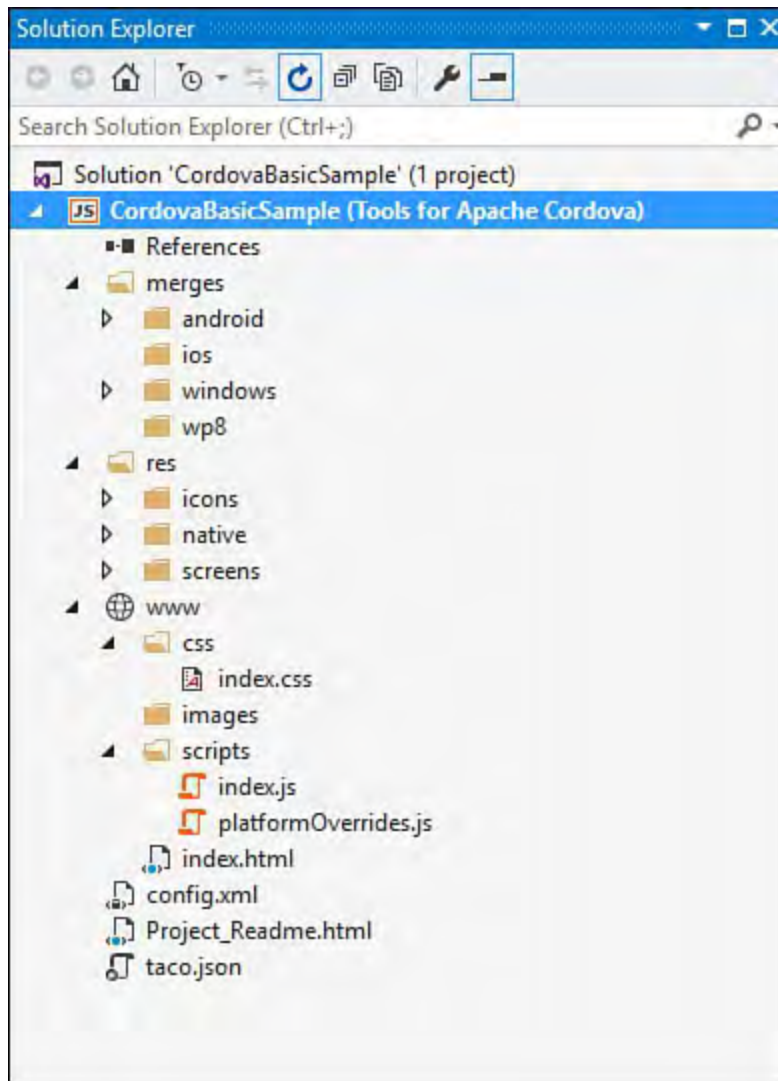 Solution Explorer
Search Solution Explorer (Ctrl+;)
Solution 'CordovaBasicSample' (1 project)
JS CordovaBasicSample (Tools for Apache Cordova)
References
merges
android
ios
windows
wp8
res
icons
native
screens
www
css
index.css
images
scripts
index.js
platformOverrides.js
index.html
config.xml
Project_Readme.html
taco.json